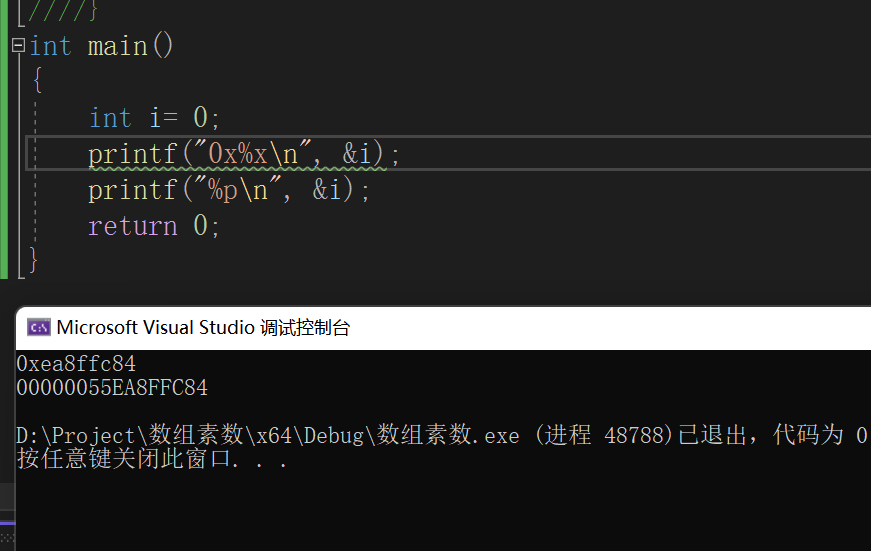 ////}
int main()
{
int i= 0;
printf("0x%x\n", &i);
printf("%p\n", &i);
return 0;
}
Microsoft Visual Studio 调试控制台
0xea8ffc84
00000055EA8FFC84
D:\Project\数组素数\x64\Debug\数组素数.exe (进程 48788)已退出，代码为 0
按任意键关闭此窗口. . .